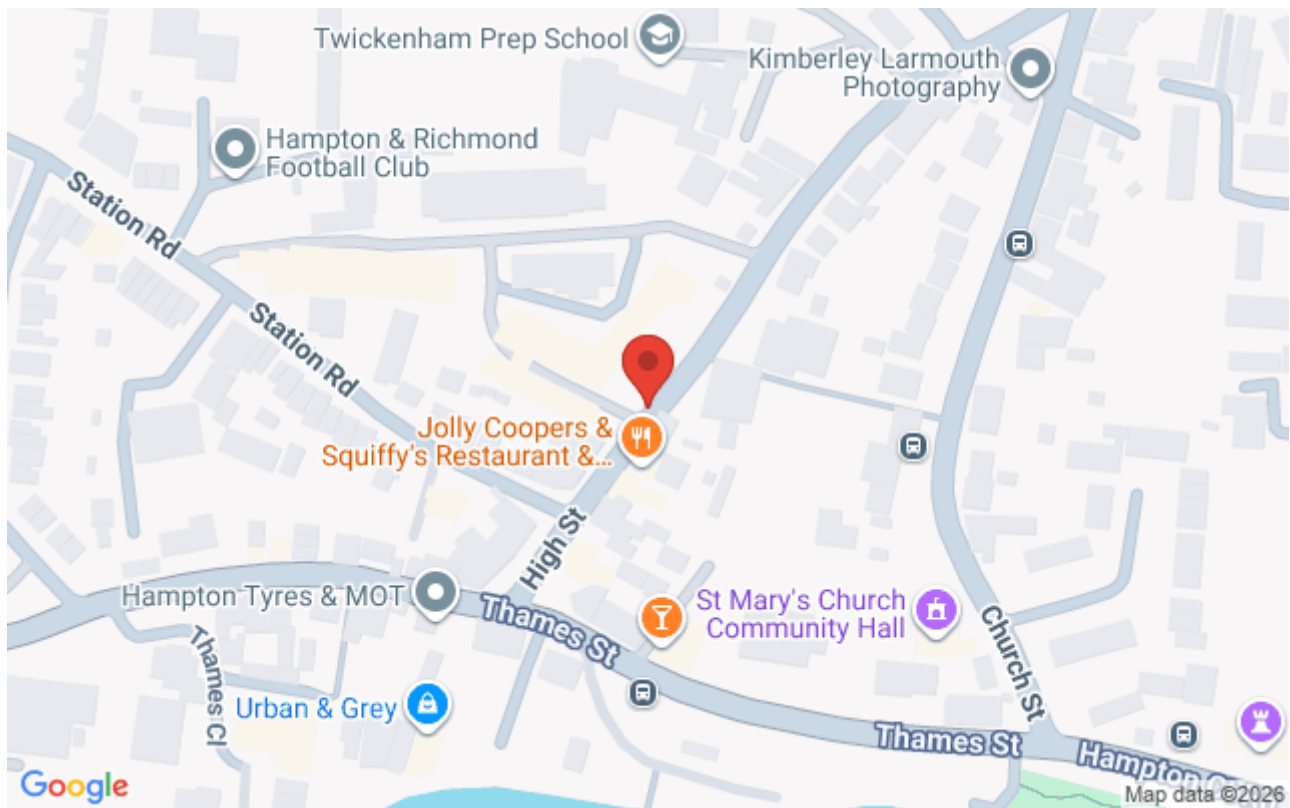 Twickenham Prep School
Kimberley Larmouth
Photography
Hampton & Richmond
Football Club
Station Rd
Station Rd
Jolly Coopers &
Squiffy's Restaurant &...
High St
Hampton Tyres & MOT
Thames St
St Mary's Church
Community Hall
Church St
Thames Cl
Urban & Grey
Thames St
Hampton
Google
Map data ©2026